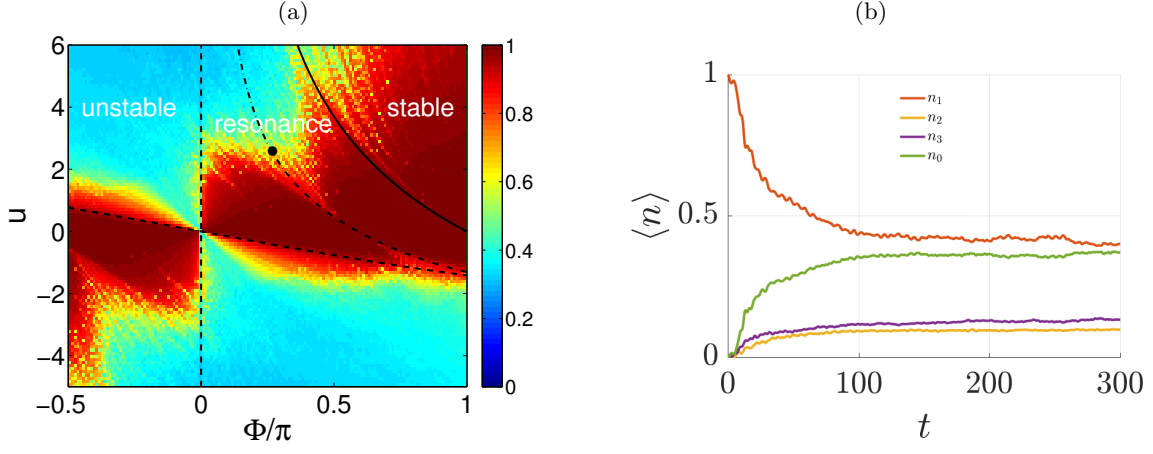 (a)
(b)
6
4
2
0
−2
−4
u
unstable
resonance
stable
−0.5
0
0.5
1
Φ/π
1
0.8
0.6
0.4
0.2
0
1
0.5
0
⟨n⟩
n₁
n₂
n₃
n₀
0
100
200
300
t